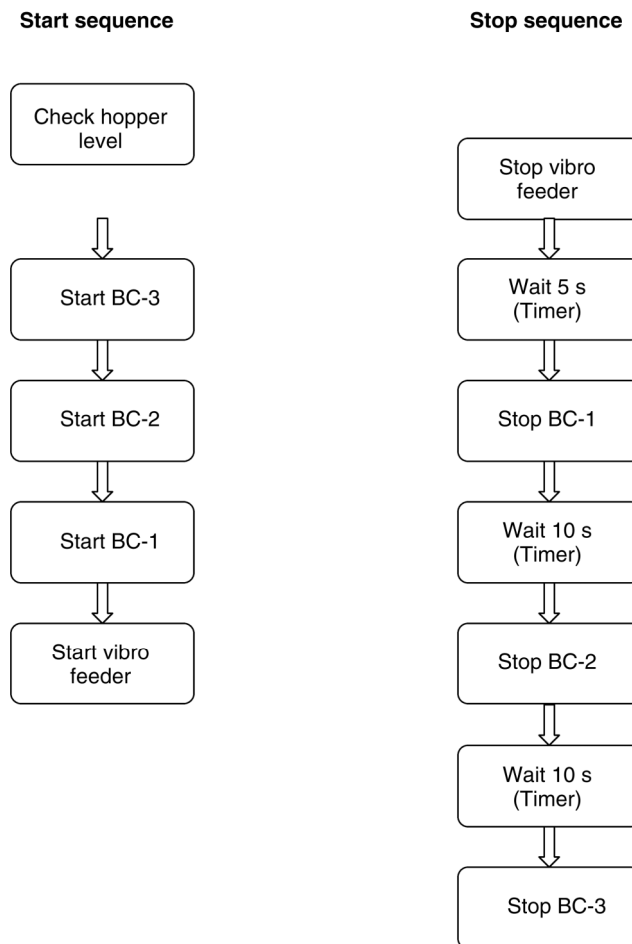 Start sequence
Check hopper
level
Start BC-3
Start BC-2
Start BC-1
Start vibro
feeder
Stop sequence
Stop vibro
feeder
Wait 5 s
(Timer)
Stop BC-1
Wait 10 s
(Timer)
Stop BC-2
Wait 10 s
(Timer)
Stop BC-3